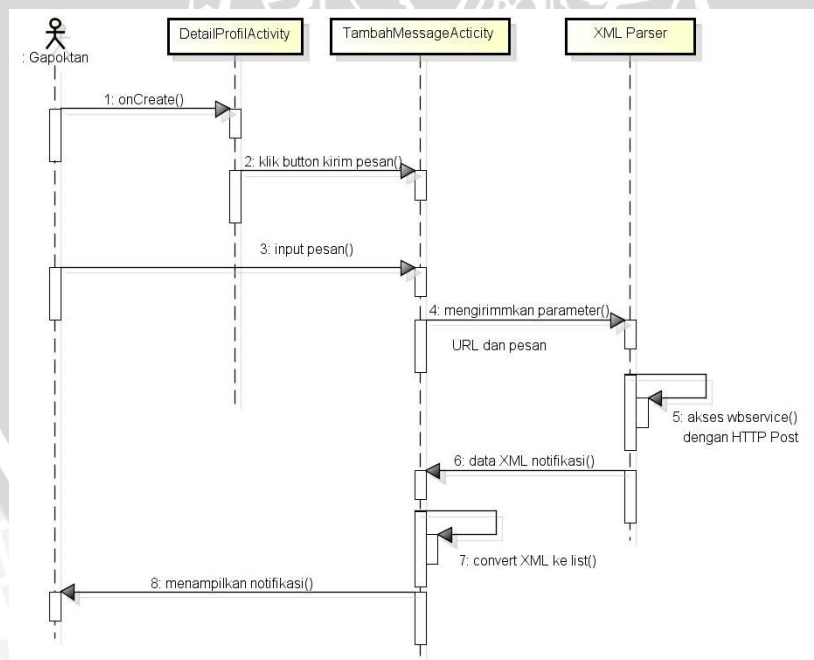 : Gapoktan
DetailProfilActivity
TambahMessageActicity
XML Parser
1: onCreate()
2: klik button kirim pesan()
3: input pesan()
4: mengirimmkan parameter()
URL dan pesan
5: akses wbservice()
dengan HTTP Post
6: data XML notifikasi()
7: convert XML ke list()
8: menampilkan notifikasi()